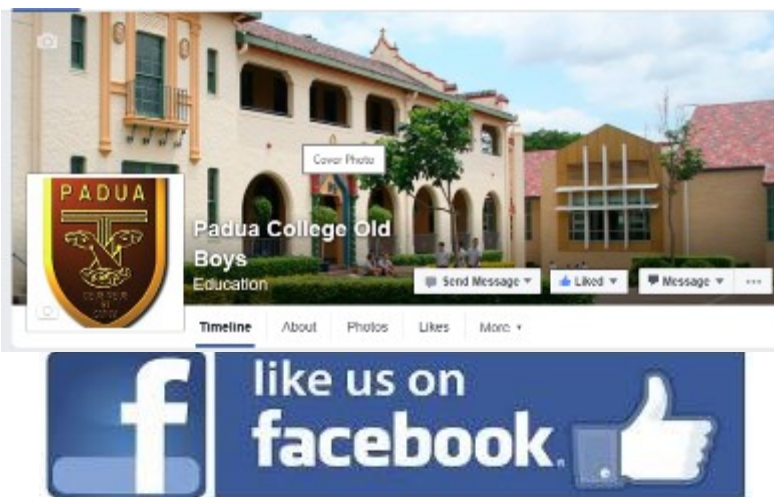 Cover Photo
PADUA
Padua College Old
Boys
Education
Send Message
Liked
Message
Timeline
About
Photos
Likes
More
f
like us on
facebook